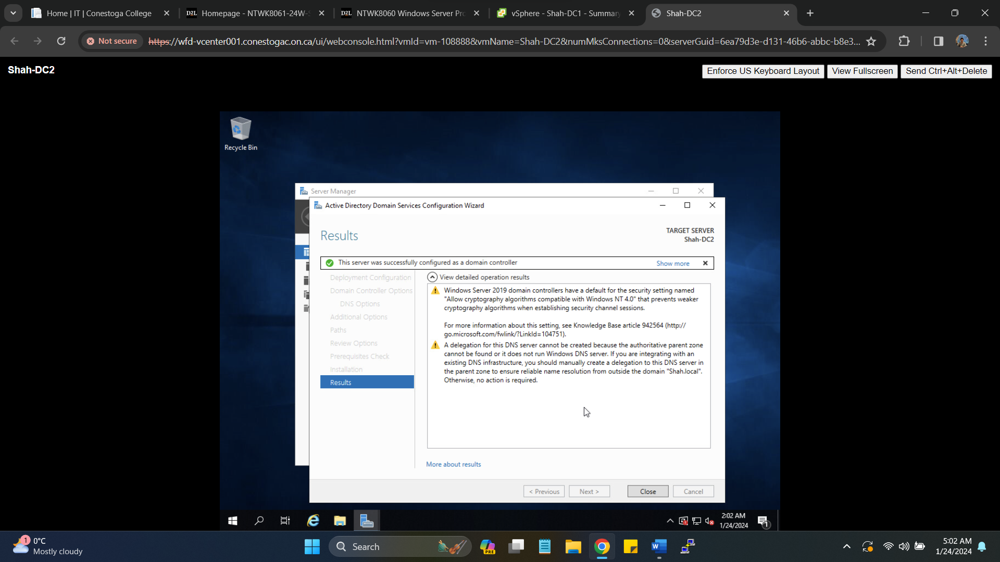 Home | IT | Conestoga College
D2L Homepage - NTWK8061-24W-S
D2L NTWK8060 Windows Server Pro
vSphere - Shah-DC1 - Summary
Shah-DC2
Not secure
https://wfd-vcenter001.conestogac.on.ca/ui/webconsole.html?vmId=vm-108888&vmName=Shah-DC2&numMksConnections=0&serverGuid=6ea79d3e-d131-46b6-abbc-b8e3...
Shah-DC2
Enforce US Keyboard Layout
View Fullscreen
Send Ctrl+Alt+Delete
Recycle Bin
Server Manager
Active Directory Domain Services Configuration Wizard
Results
TARGET SERVER
Shah-DC2
This server was successfully configured as a domain controller
Show more
Deployment Configuration
Domain Controller Options
DNS Options
Additional Options
Paths
Review Options
Prerequisites Check
Installation
Results
View detailed operation results
Windows Server 2019 domain controllers have a default for the security setting named
"Allow cryptography algorithms compatible with Windows NT 4.0" that prevents weaker
cryptography algorithms when establishing security channel sessions.
For more information about this setting, see Knowledge Base article 942564 (http://
go.microsoft.com/fwlink/?LinkId=104751).
A delegation for this DNS server cannot be created because the authoritative parent zone
cannot be found or it does not run Windows DNS server. If you are integrating with an
existing DNS infrastructure, you should manually create a delegation to this DNS server in
the parent zone to ensure reliable name resolution from outside the domain "Shah.local".
Otherwise, no action is required.
More about results
< Previous
Next >
Close
Cancel
2:02 AM
1/24/2024
1
1
0°C
Mostly cloudy
Search
PRE
W
5:02 AM
1/24/2024